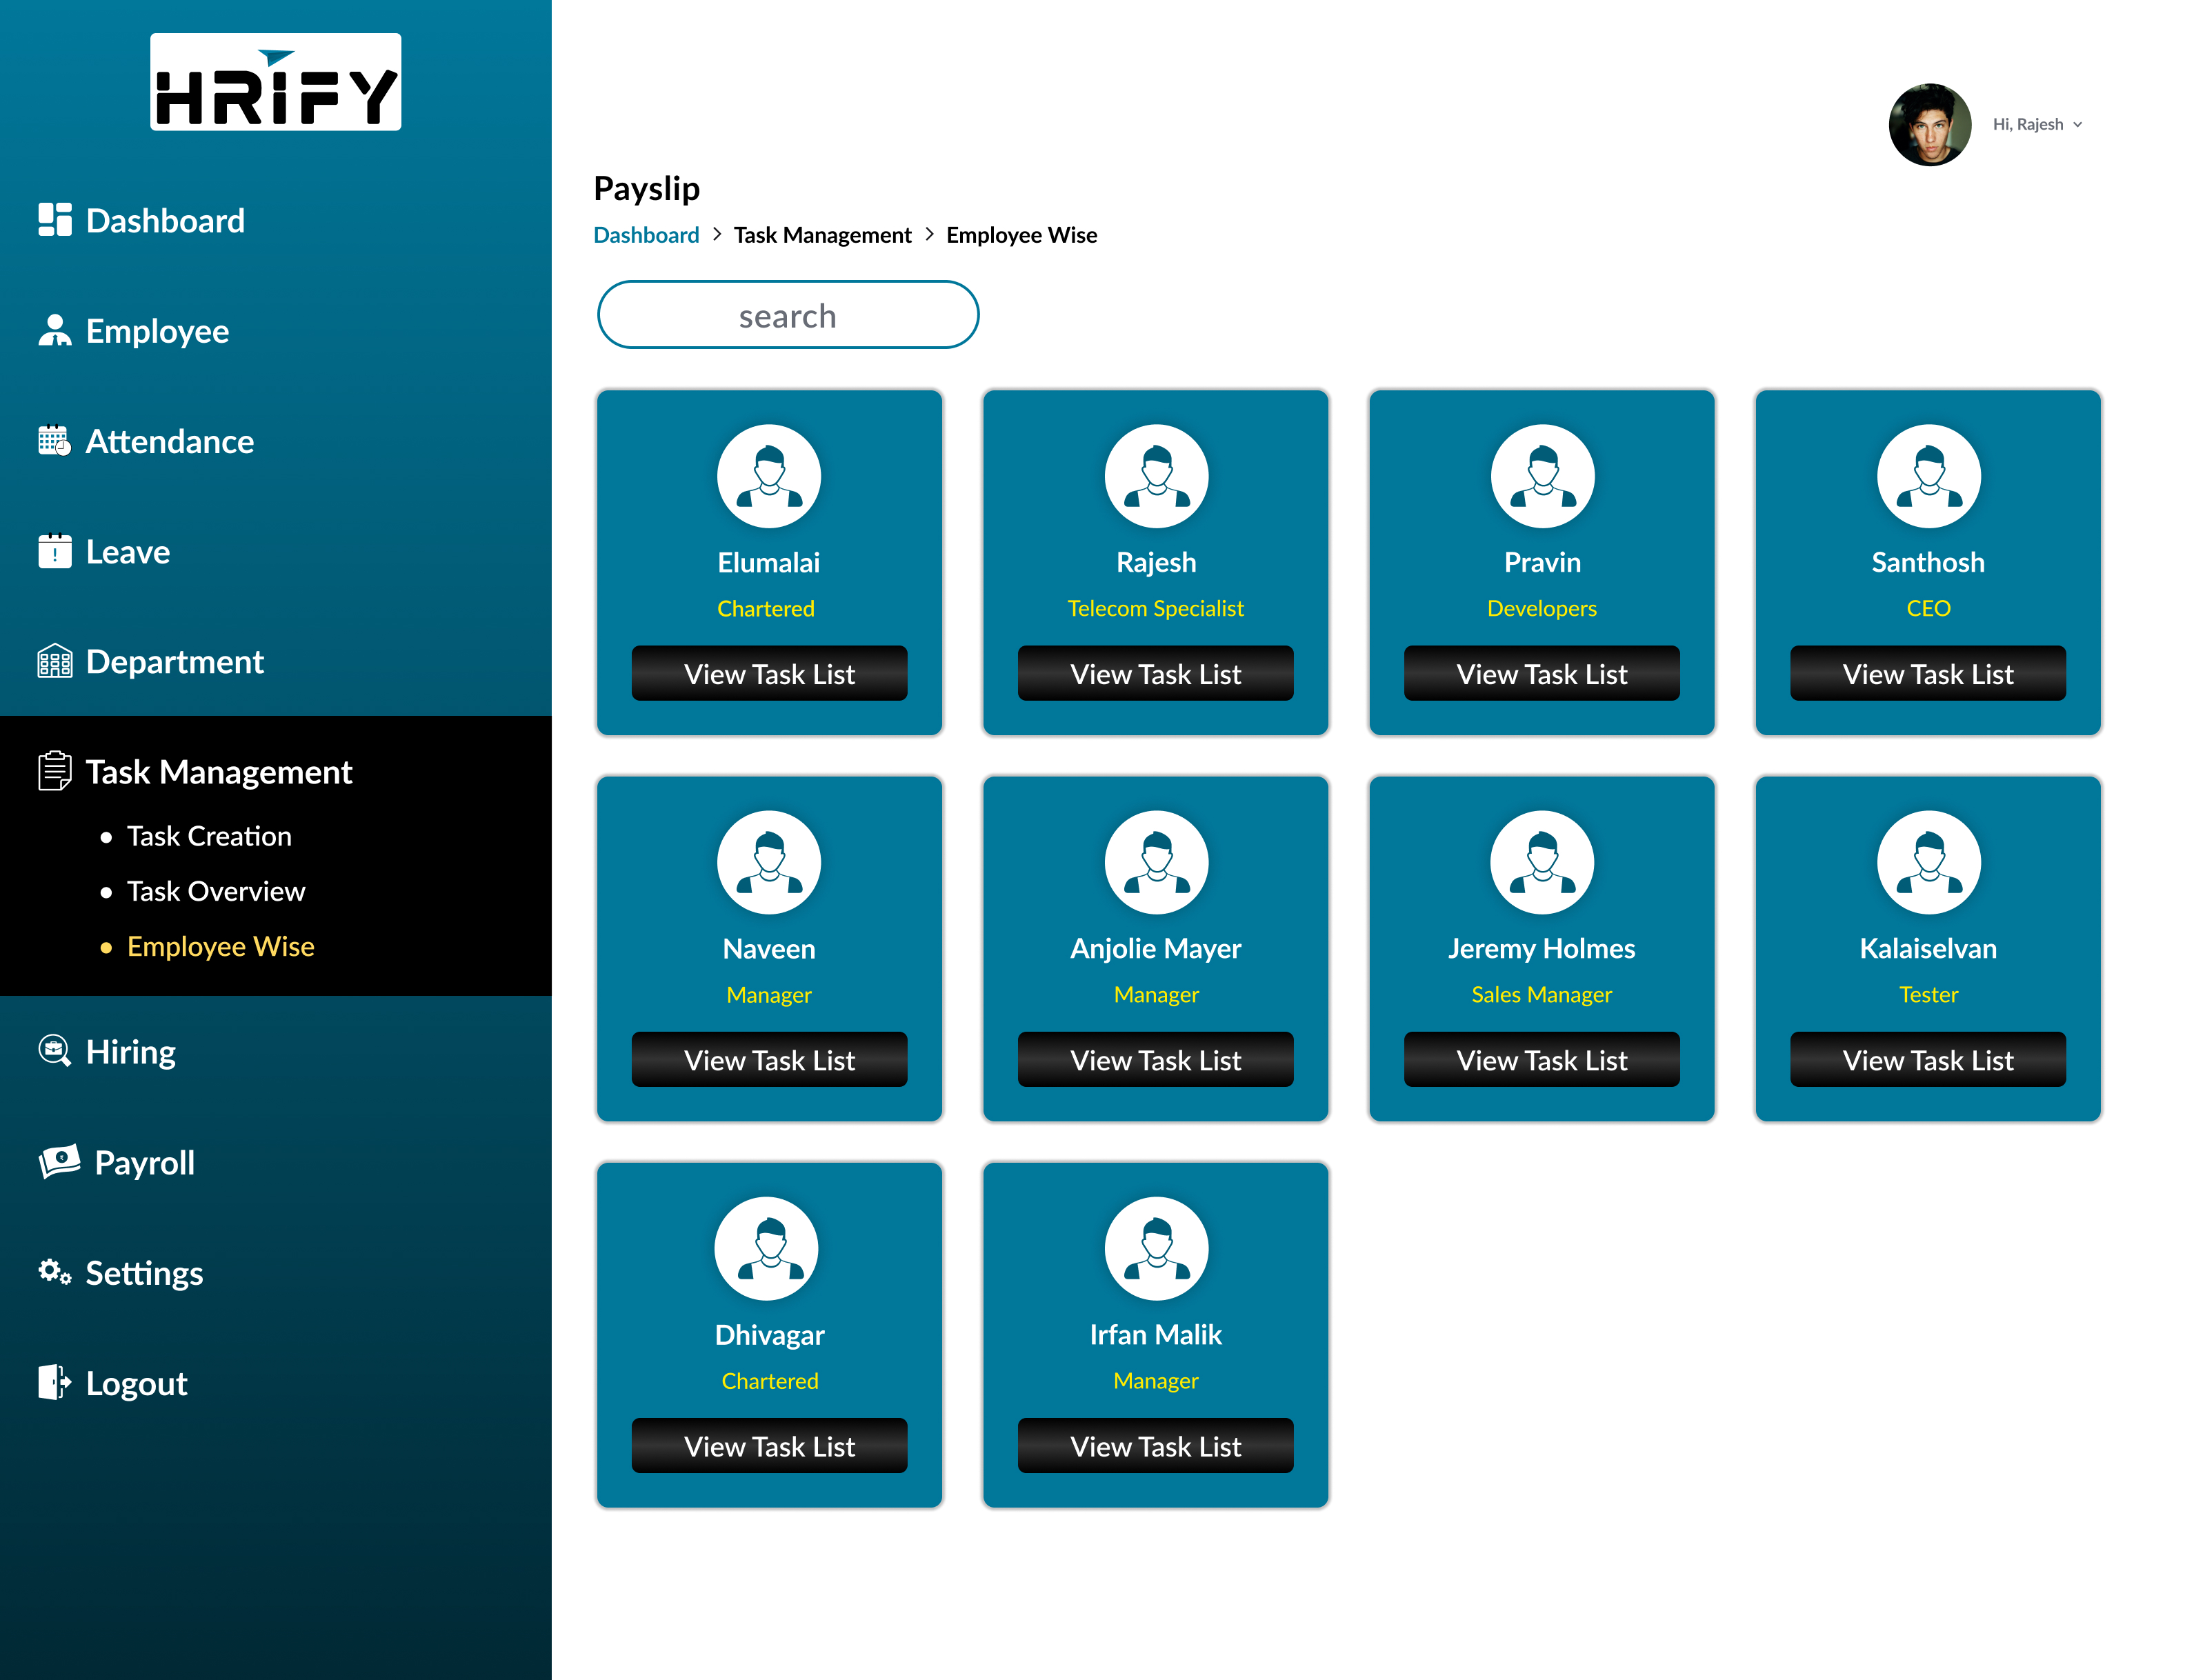 HRIFY
Dashboard
Employee
Attendance
Leave
Department
Task Management
Task Creation
Task Overview
Employee Wise
Hiring
Payroll
Settings
Logout
Hi, Rajesh
Payslip
Dashboard > Task Management > Employee Wise
search
Elumalai
Chartered
View Task List
Rajesh
Telecom Specialist
View Task List
Pravin
Developers
View Task List
Santhosh
CEO
View Task List
Naveen
Manager
View Task List
Anjolie Mayer
Manager
View Task List
Jeremy Holmes
Sales Manager
View Task List
Kalaiselvan
Tester
View Task List
Dhivagar
Chartered
View Task List
Irfan Malik
Manager
View Task List